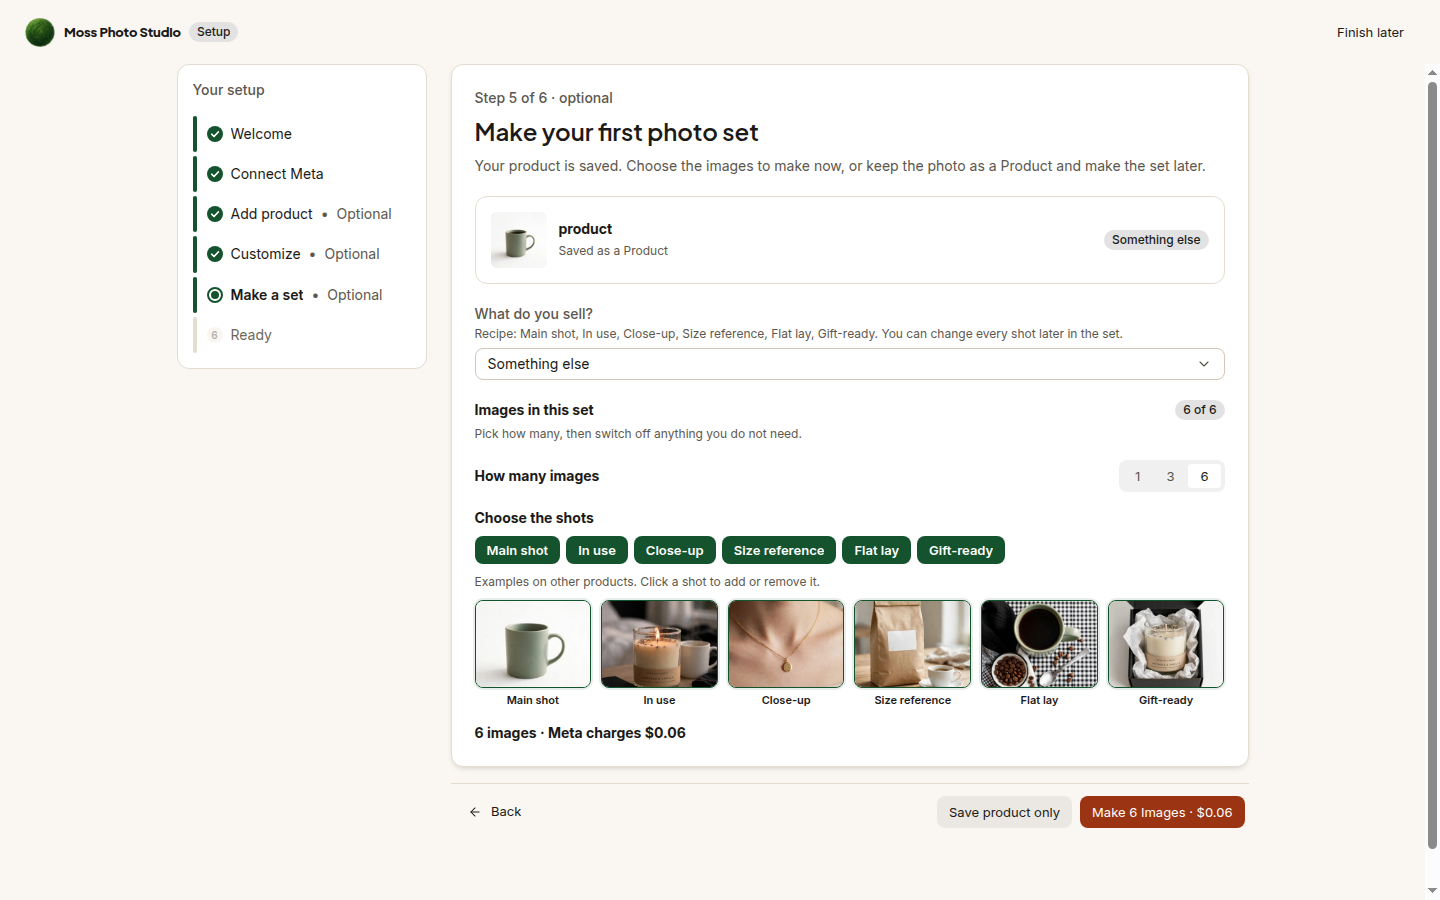 Moss Photo Studio
Setup
Finish later
Your setup
Welcome
Connect Meta
Add product • Optional
Customize • Optional
Make a set • Optional
6 Ready
Step 5 of 6 · optional
Make your first photo set
Your product is saved. Choose the images to make now, or keep the photo as a Product and make the set later.
product
Saved as a Product
Something else
What do you sell?
Recipe: Main shot, In use, Close-up, Size reference, Flat lay, Gift-ready. You can change every shot later in the set.
Something else
Images in this set
6 of 6
Pick how many, then switch off anything you do not need.
How many images
1 3 6
Choose the shots
Main shot In use Close-up Size reference Flat lay Gift-ready
Examples on other products. Click a shot to add or remove it.
Main shot In use Close-up Size reference Flat lay Gift-ready
6 images · Meta charges $0.06
Back
Save product only
Make 6 Images · $0.06